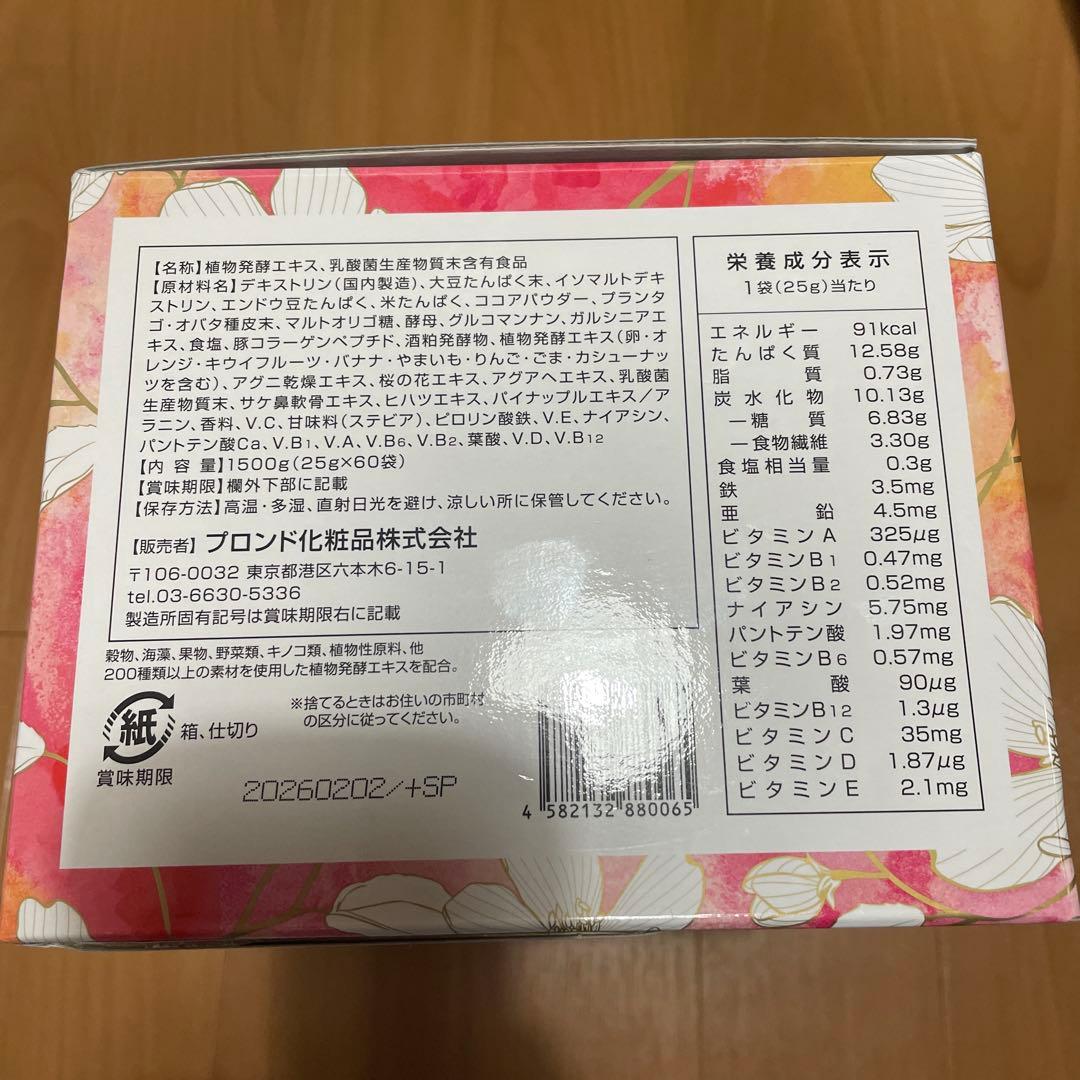 【名称】植物発酵エキス、乳酸菌生産物質末含有食品
【原材料名】デキストリン(国内製造)、大豆たんぱく末、イソマルトデキ
ストリン、エンドウ豆たんぱく、米たんぱく、ココアパウダー、プランタ
ゴ・オバタ種皮末、マルトオリゴ糖、酵母、グルコマンナン、ガルシニアエ
キス、食塩、豚コラーゲンペプチド、酒粕発酵物、植物発酵エキス(卵・オ
レンジ・キウイフルーツ・バナナ・やまいも・りんご・ごま・カシューナッ
ツを含む)、アグニ乾燥エキス、桜の花エキス、アグアヘエキス、乳酸菌
生産物質末、サケ鼻軟骨エキス、ヒハツエキス、パイナップルエキス/ア
ラニン、香料、V.C、甘味料(ステビア)、ピロリン酸鉄、V.E、ナイアシン、
パントテン酸Ca、V.B1、V.A、V.B6、V.B2、葉酸、V.D、V.B12
【内 容 量】1500g(25g×60袋)
【賞味期限】欄外下部に記載
【保存方法】高温・多湿、直射日光を避け、涼しい所に保管してください。
【販売者】プロンド化粧品株式会社
〒106-0032 東京都港区六本木6-15-1
tel.03-6630-5336
製造所固有記号は賞味期限右に記載
穀物、海藻、果物、野菜類、キノコ類、植物性原料、他
200種類以上の素材を使用した植物発酵エキスを配合。
紙
箱、仕切り
※捨てるときはお住いの市町村
の区分に従ってください。
賞味期限
20260202/+SP
4 582132 880065
栄養成分表示
1袋(25g)当たり
エネルギー 91kcal
たんぱく質 12.58g
脂質 0.73g
炭水化物 10.13g
―糖質 6.83g
―食物繊維 3.30g
食塩相当量 0.3g
鉄 3.5mg
亜鉛 4.5mg
ビタミンA 325μg
ビタミンB1 0.47mg
ビタミンB2 0.52mg
ナイアシン 5.75mg
パントテン酸 1.97mg
ビタミンB6 0.57mg
葉酸 90μg
ビタミンB12 1.3μg
ビタミンC 35mg
ビタミンD 1.87μg
ビタミンE 2.1mg